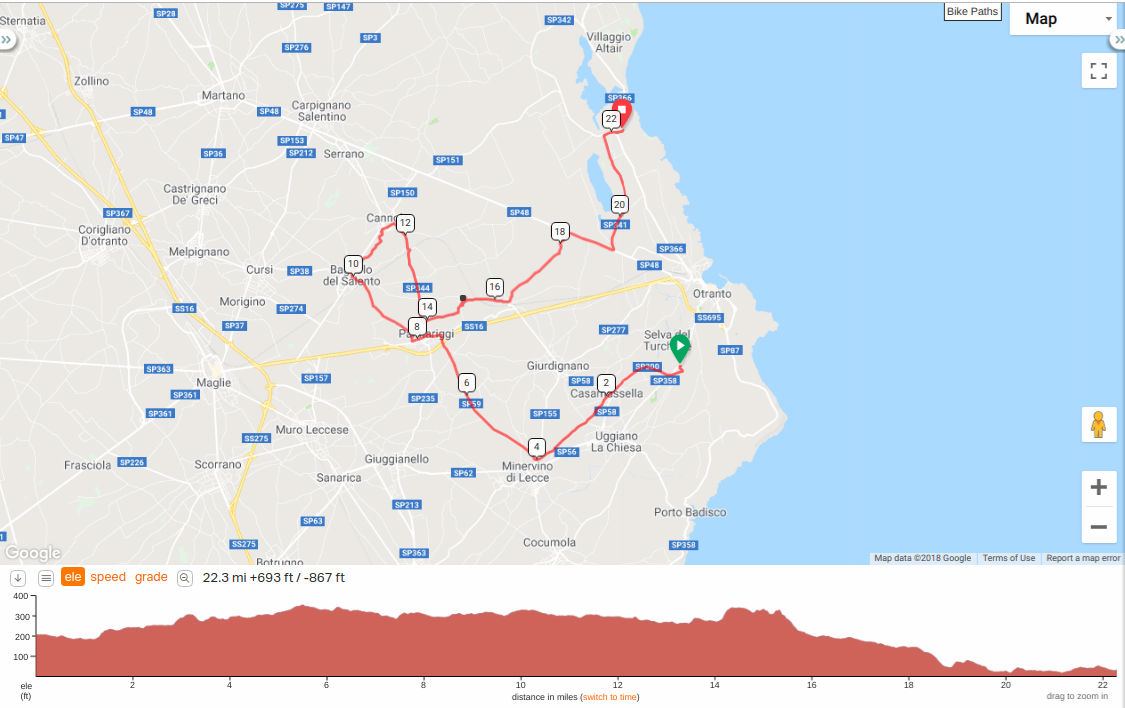 SP275
SP147
SP28
SP342
Bike Paths
Map
Sternatia
SP3
SP276
Villaggio
Altair
Zollino
Martano
SP366
Carpignano
Salentino
SP48
SP48
22
SP47
SP153
SP36
SP212
Serrano
SP151
Castrignano
De' Greci
SP150
SP367
SP48
20
Cann
12
SP341
Corigliano
D'otranto
18
Melpignano
SP366
Cursi
SP38
10
SP48
del Salento
SP344
16
Otranto
Morigino
SP274
SS16
14
SS695
SP37
8
SS16
SP277
Selva del
SP87
Giurdignano
SP363
Maglie
SP157
6
SP58
2
SP358
SP361
SP235
SP59
SP361
SP155
SP58
SS275
Muro Leccese
4
Uggiano
La Chiesa
SP56
Frasciola
SP226
Scorrano
Giuggianello
Minervino
di Lecce
SP62
Sanarica
SP213
SP63
Porto Badisco
SS275
SP363
Cocumola
SP358
Botrugno
Google
Map data ©2018 Google
Terms of Use
Report a map error
ele speed grade 22.3 mi +693 ft / -867 ft
400
300
200
100
ele
(ft)
2 4 6 8 10 12 14 16 18 20 22
distance in miles (switch to time)
drag to zoom in